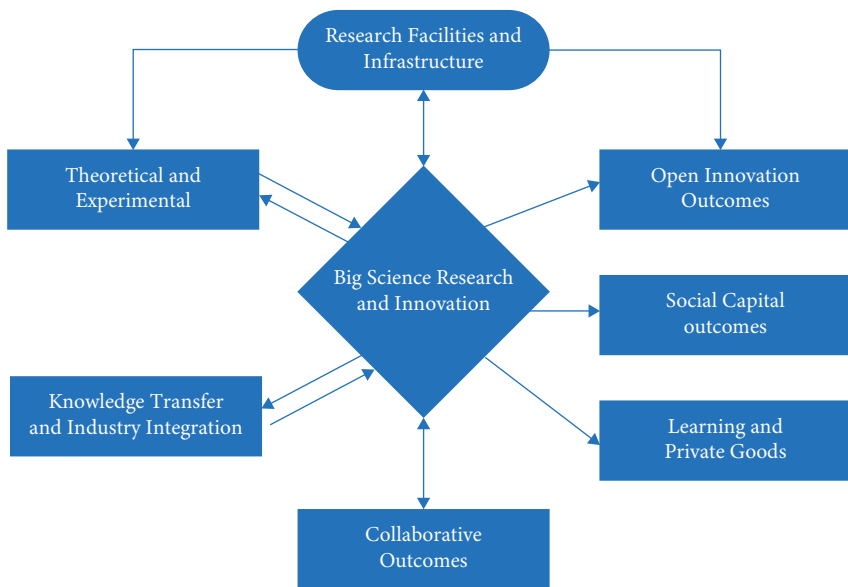 Research Facilities and
Infrastructure
Theoretical and
Experimental
Open Innovation
Outcomes
Big Science Research
and Innovation
Social Capital
outcomes
Knowledge Transfer
and Industry Integration
Learning and
Private Goods
Collaborative
Outcomes